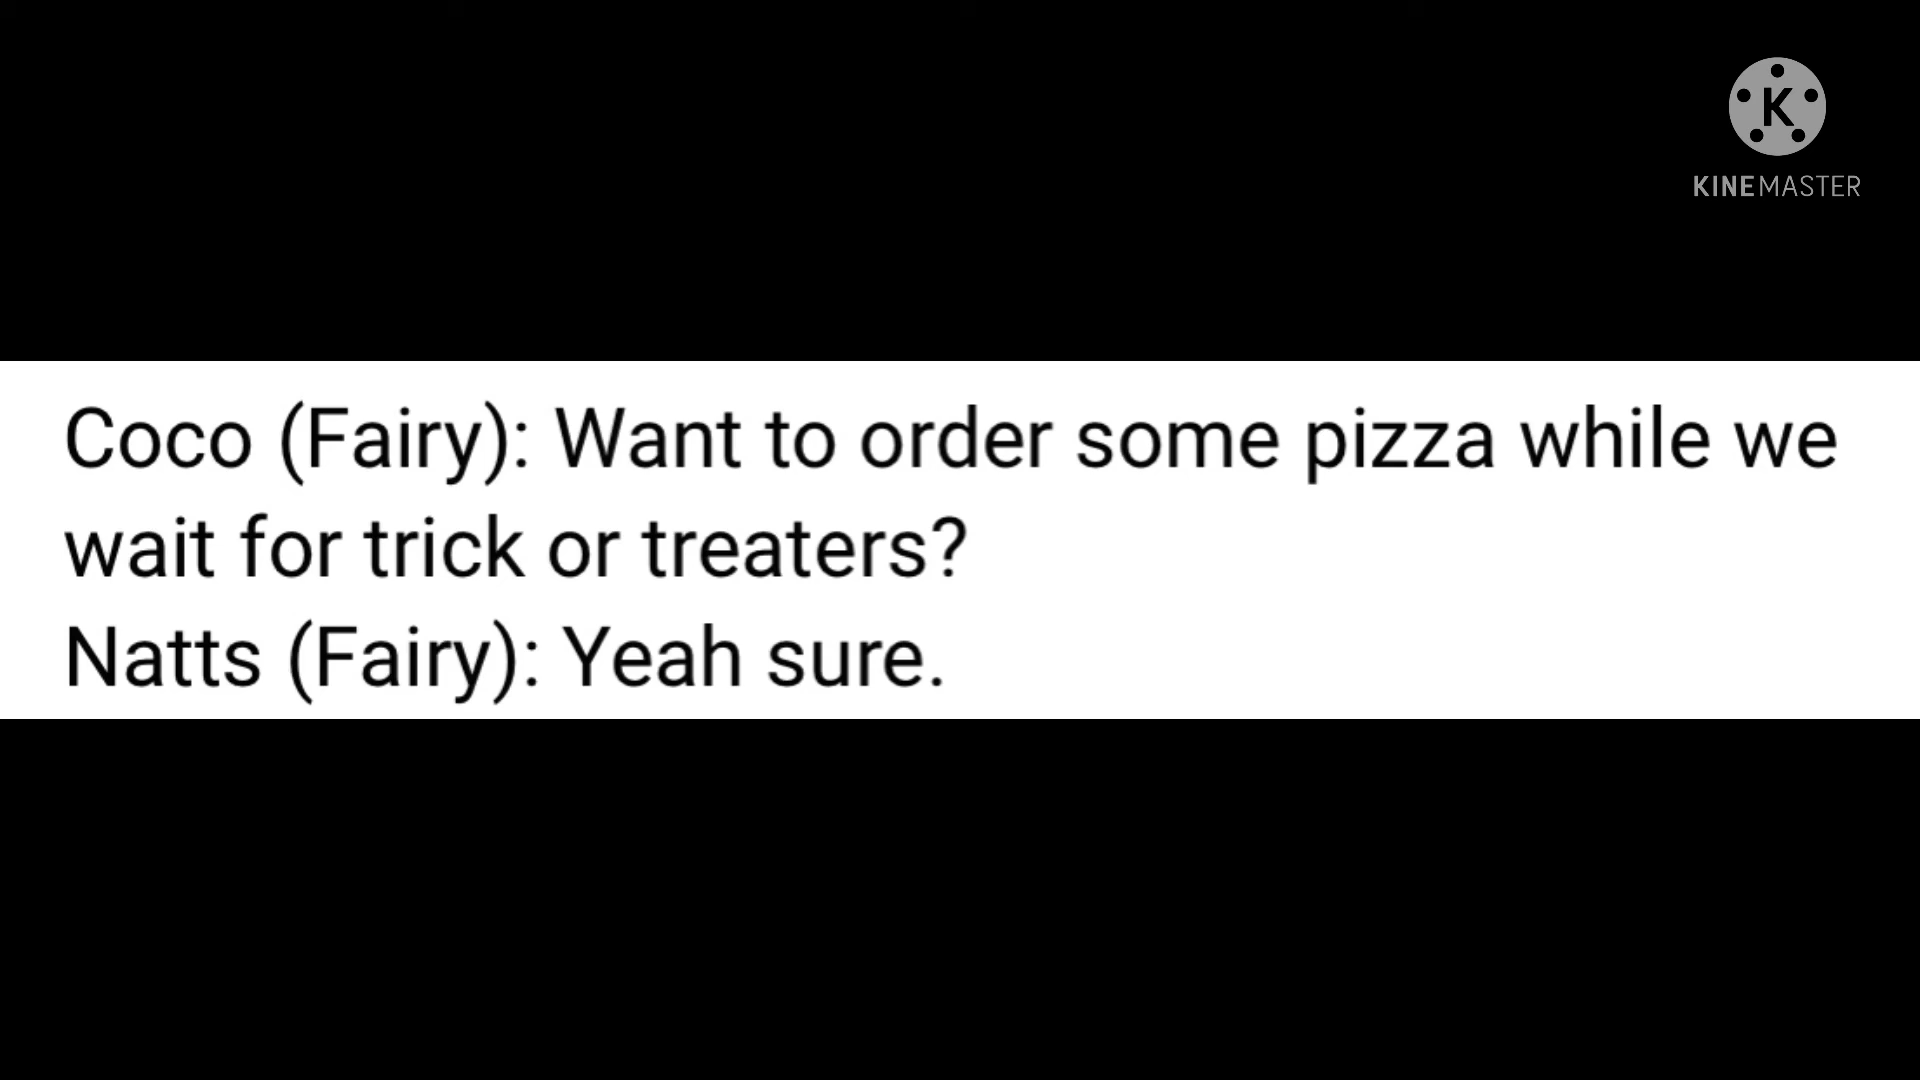 K
KINEMASTER
Coco (Fairy): Want to order some pizza while we
wait for trick or treaters?
Natts (Fairy): Yeah sure.